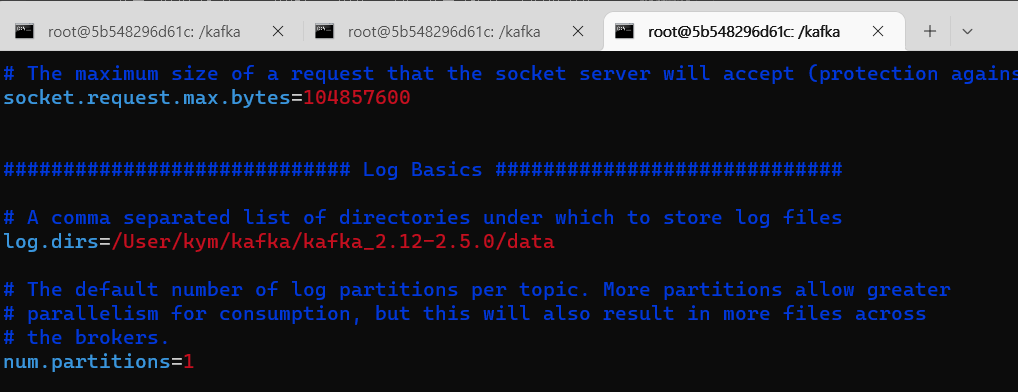 root@5b548296d61c: /kafka
root@5b548296d61c: /kafka
root@5b548296d61c: /kafka
# The maximum size of a request that the socket server will accept (protection agains
socket.request.max.bytes=104857600
############################# Log Basics #############################
# A comma separated list of directories under which to store log files
log.dirs=/User/kym/kafka/kafka_2.12-2.5.0/data
# The default number of log partitions per topic. More partitions allow greater
# parallelism for consumption, but this will also result in more files across
# the brokers.
num.partitions=1